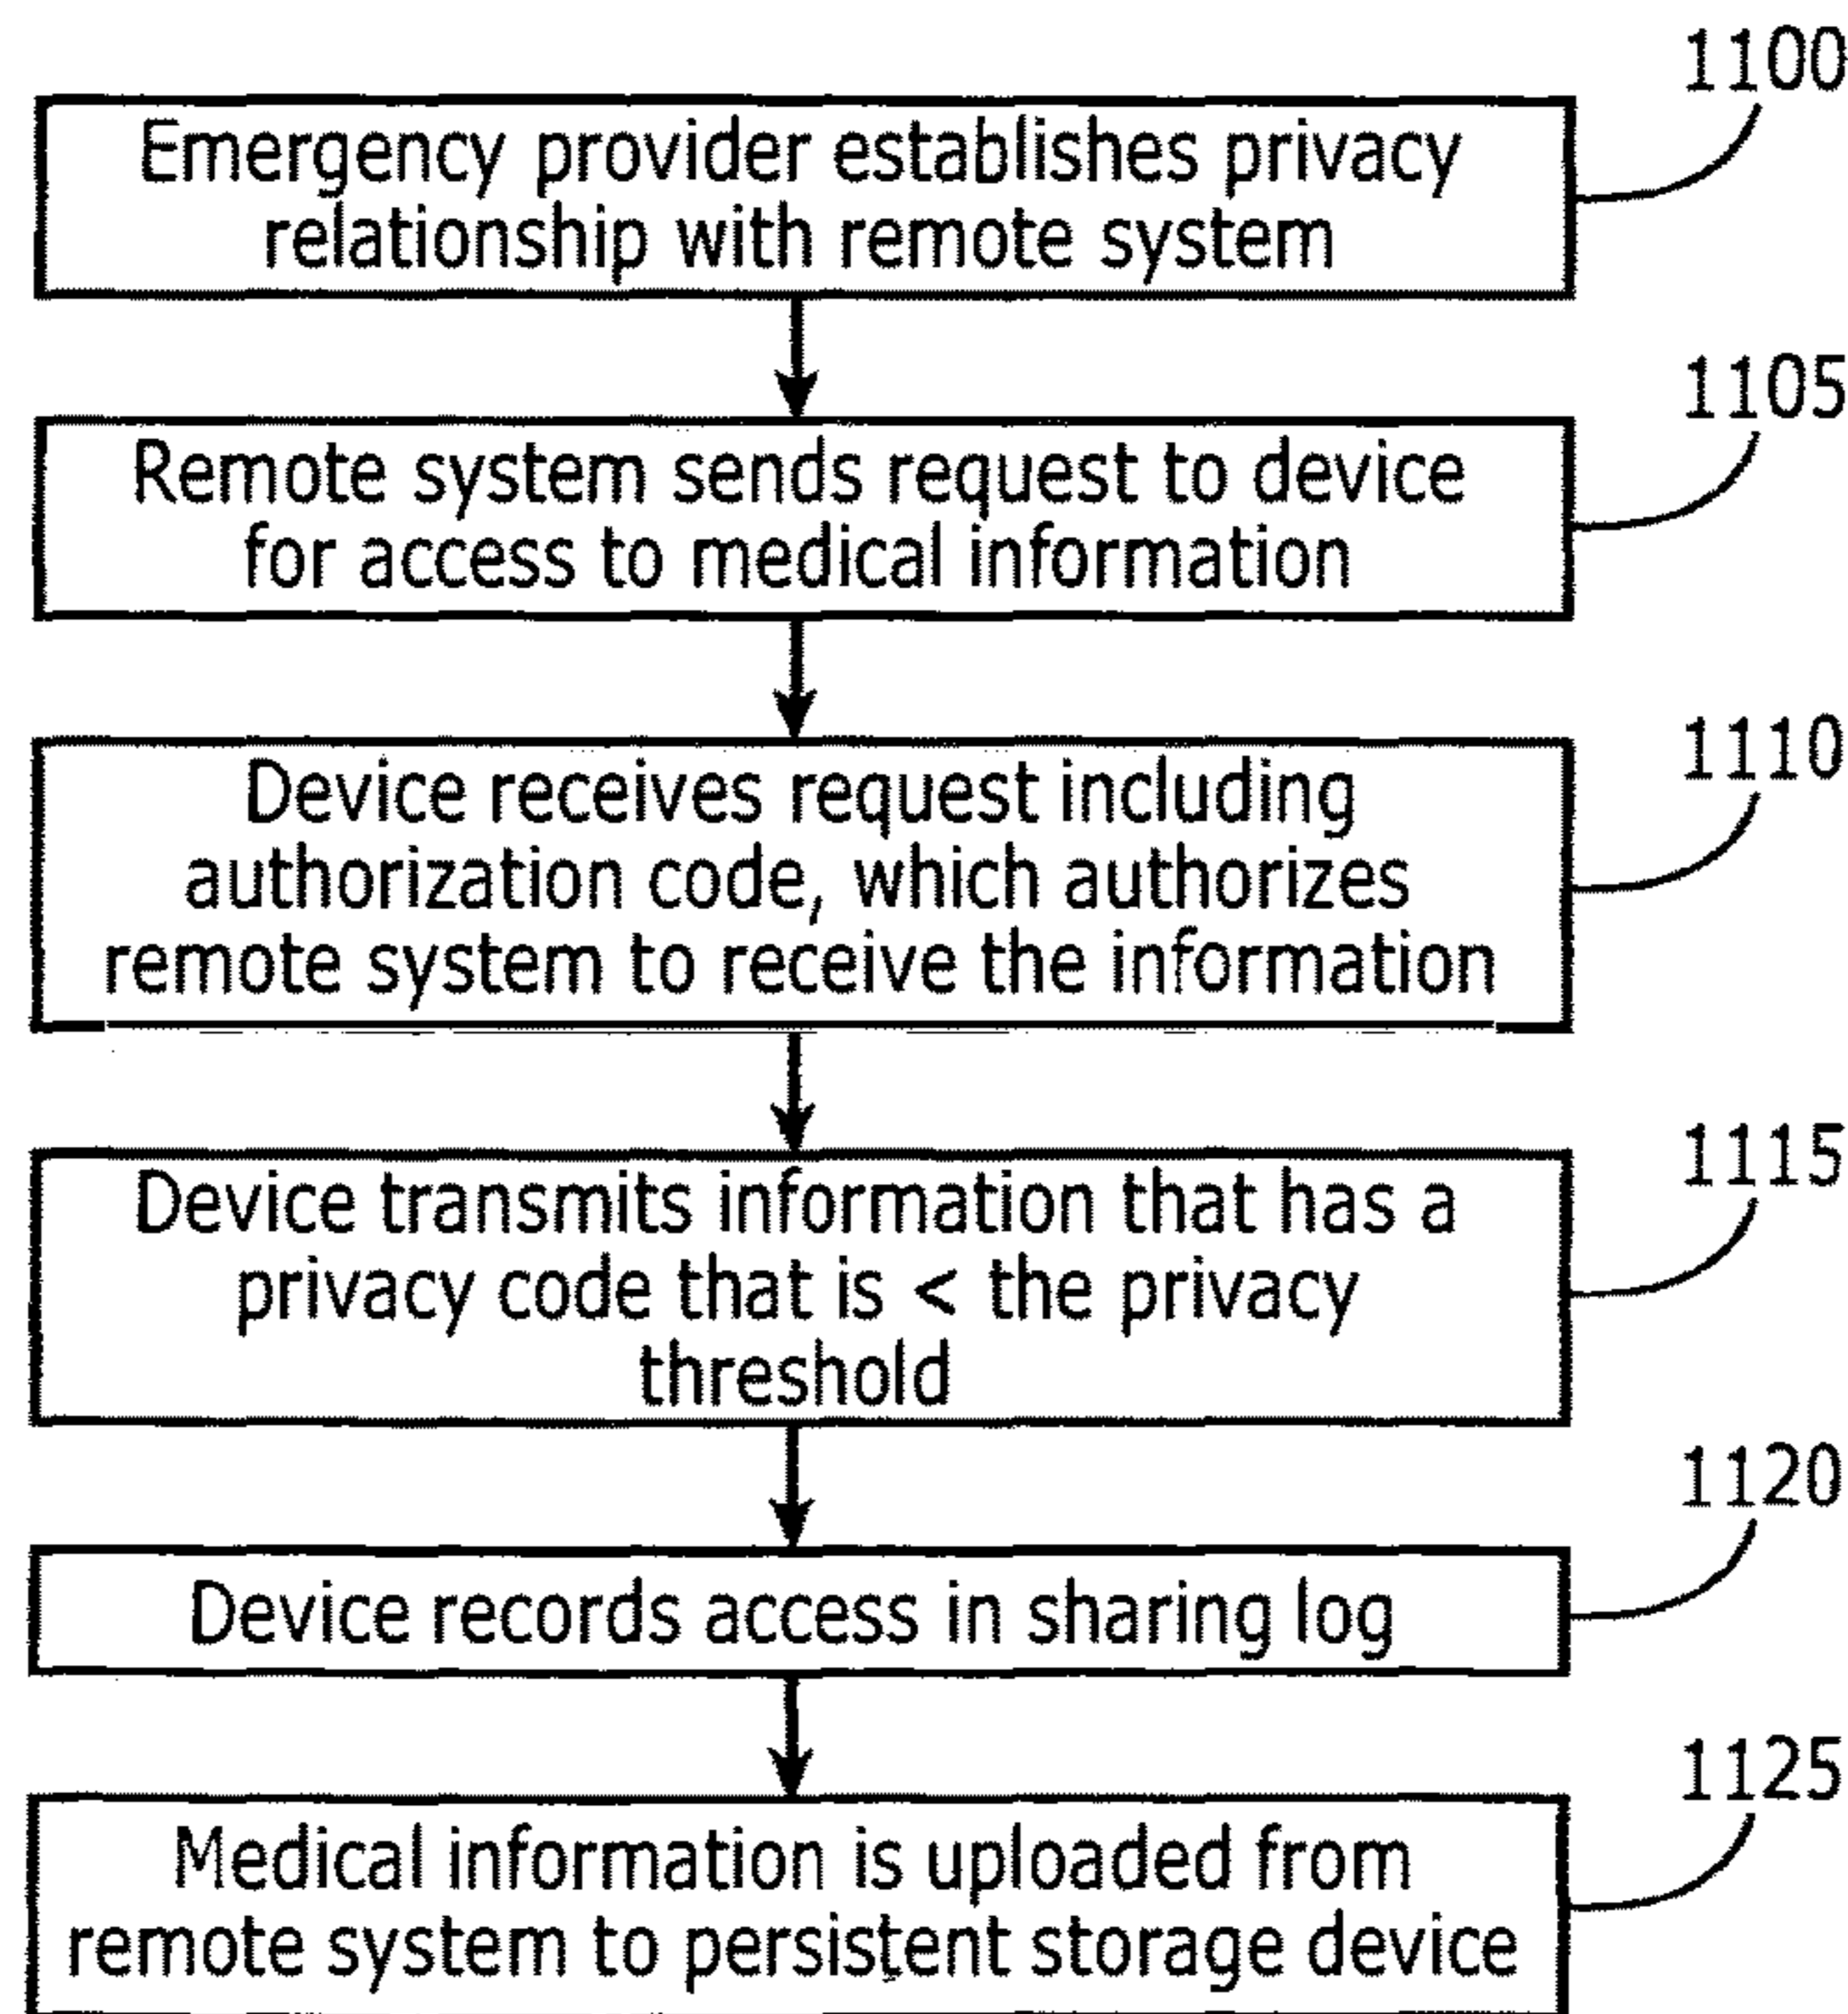 1100
Emergency provider establishes privacy
relationship with remote system
1105
Remote system sends request to device
for access to medical information
1110
Device receives request including
authorization code, which authorizes
remote system to receive the information
1115
Device transmits information that has a
privacy code that is < the privacy
threshold
1120
Device records access in sharing log
1125
Medical information is uploaded from
remote system to persistent storage device